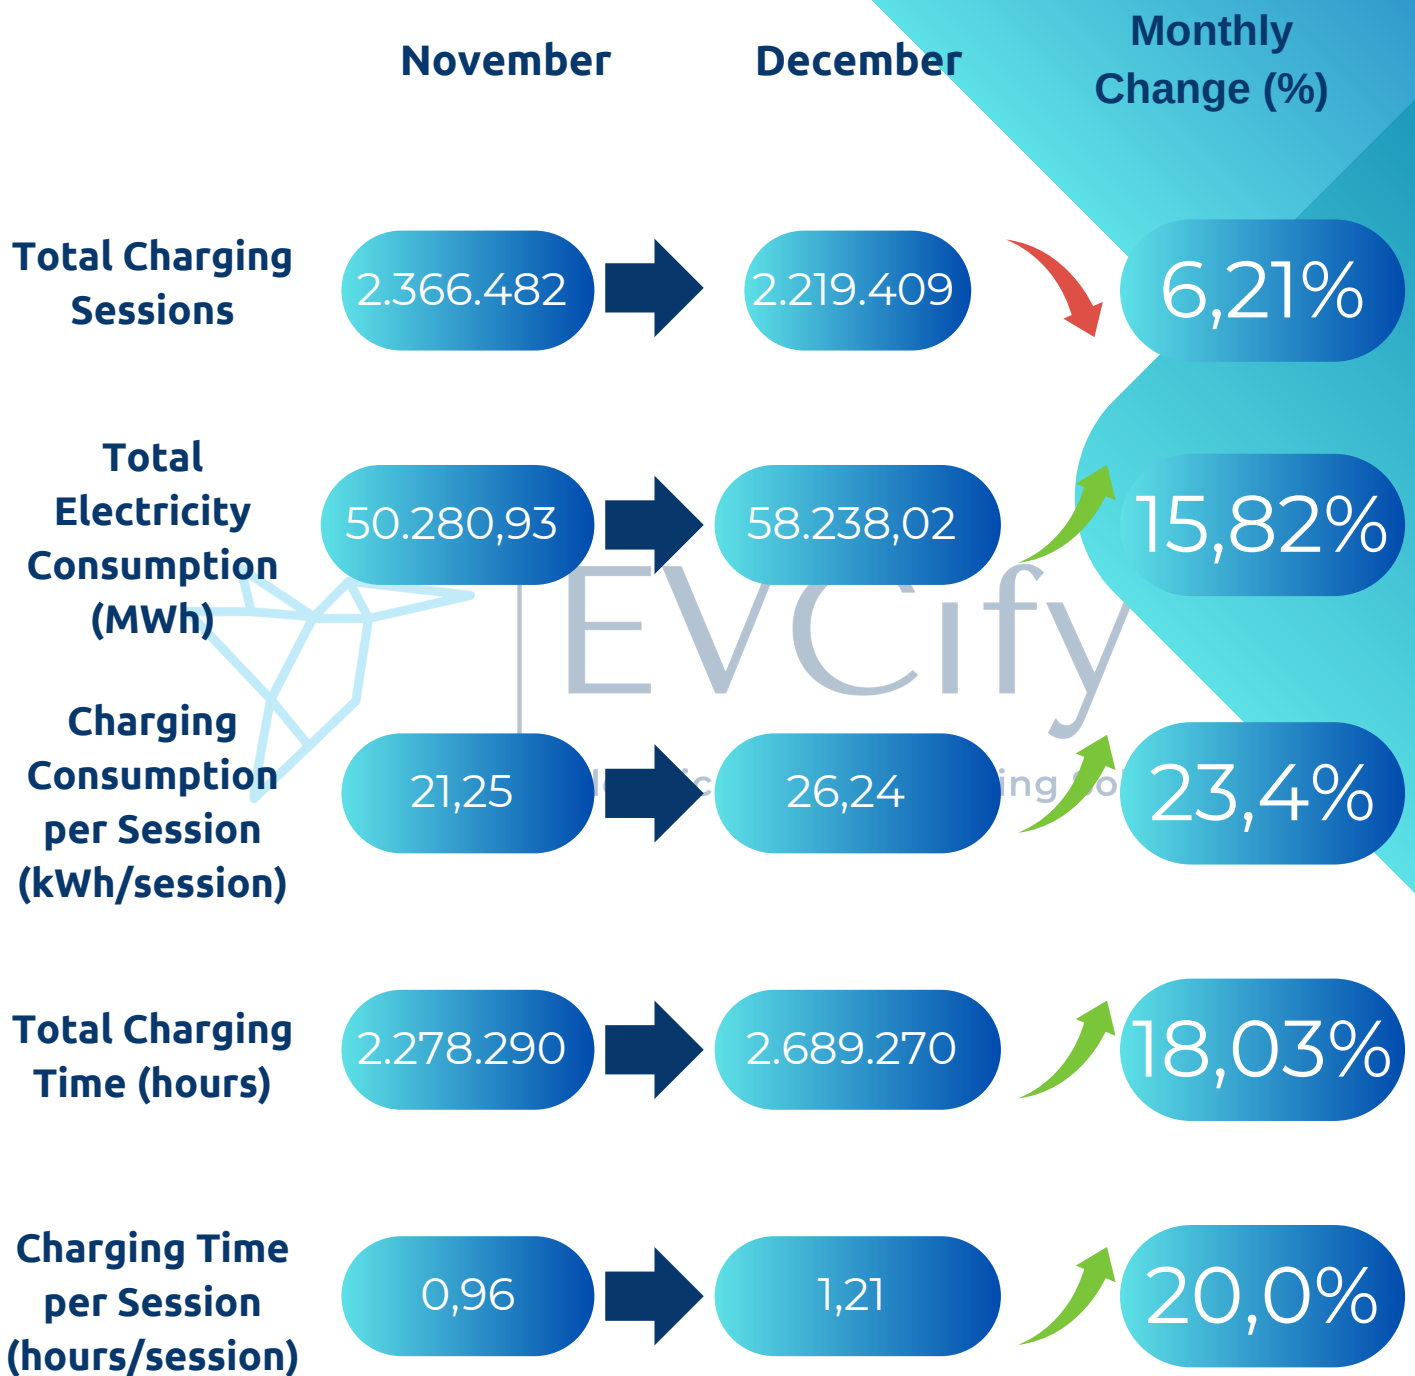 November
December
Monthly
Change (%)
Total Charging
Sessions
2.366.482
2.219.409
6,21%
Total
Electricity
Consumption
(MWh)
50.280,93
58.238,02
15,82%
EVCify
Charging
Consumption
per Session
(kWh/session)
21,25
26,24
23,4%
Total Charging
Time (hours)
2.278.290
2.689.270
18,03%
Charging Time
per Session
(hours/session)
0,96
1,21
20,0%